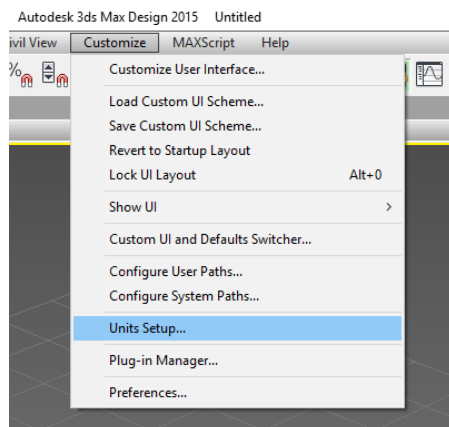 Autodesk 3ds Max Design 2015 Untitled
ivil View Customize MAXScript Help
%
Customize User Interface...
Load Custom UI Scheme...
Save Custom UI Scheme...
Revert to Startup Layout
Lock UI Layout Alt+0
Show UI >
Custom UI and Defaults Switcher...
Configure User Paths...
Configure System Paths...
Units Setup...
Plug-in Manager...
Preferences...